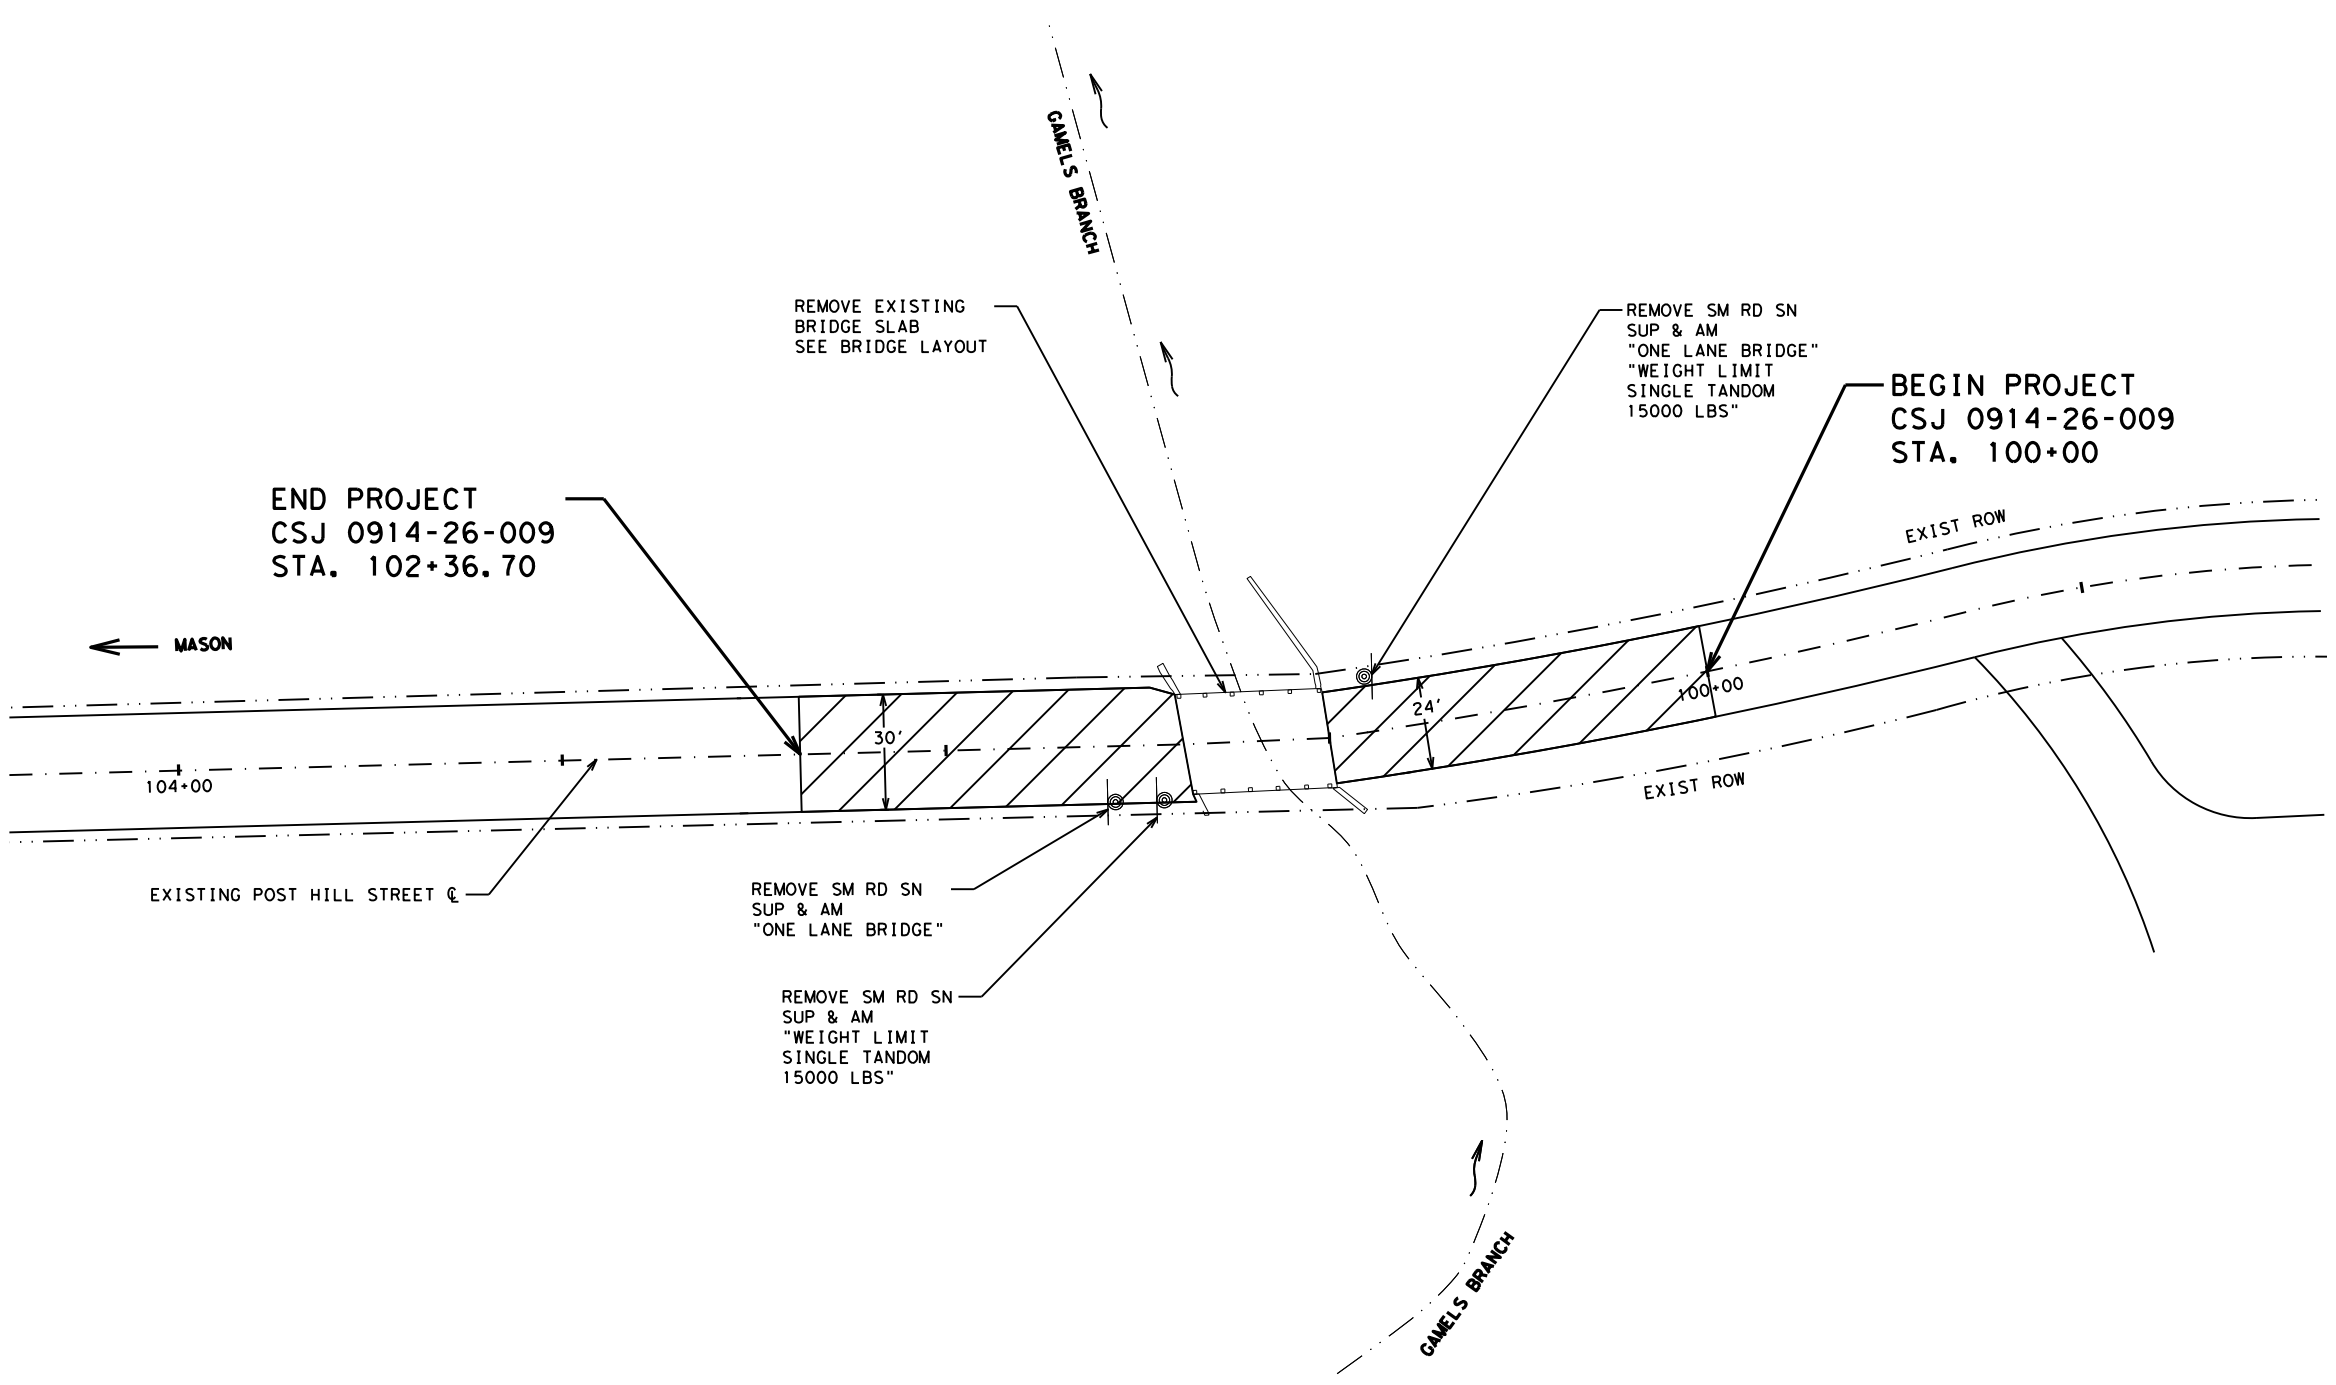 GAMELS BRANCH
REMOVE EXISTING
BRIDGE SLAB
SEE BRIDGE LAYOUT
REMOVE SM RD SN
SUP & AM
"ONE LANE BRIDGE"
"WEIGHT LIMIT
SINGLE TANDOM
15000 LBS"
BEGIN PROJECT
CSJ 0914-26-009
STA. 100+00
END PROJECT
CSJ 0914-26-009
STA. 102+36.70
EXIST ROW
MASON
100+00
24'
30'
104+00
EXIST ROW
EXISTING POST HILL STREET ℄
REMOVE SM RD SN
SUP & AM
"ONE LANE BRIDGE"
REMOVE SM RD SN
SUP & AM
"WEIGHT LIMIT
SINGLE TANDOM
15000 LBS"
GAMELS BRANCH